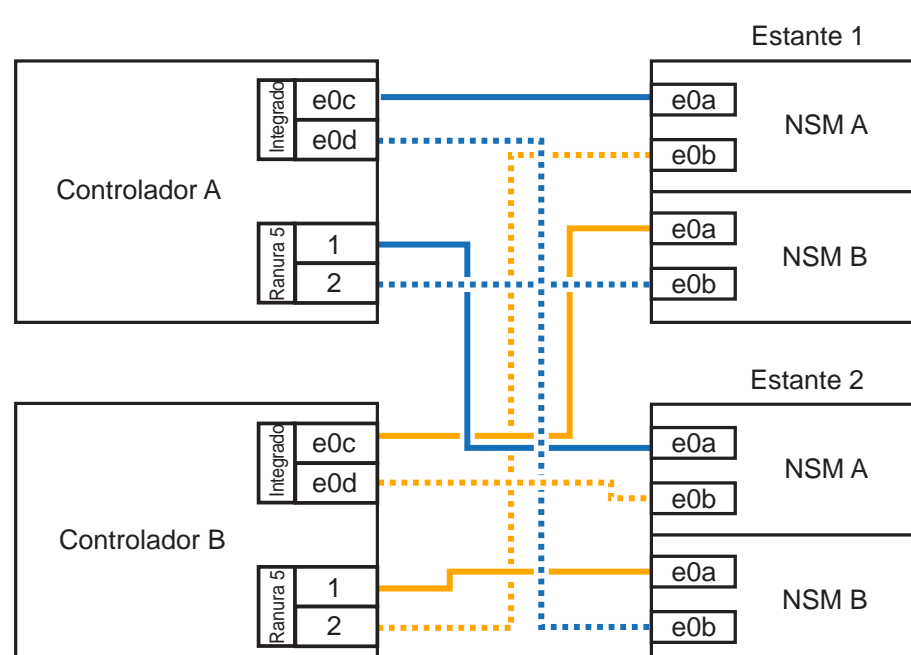 Estante 1
Controlador A
Integrado
e0c
e0d
Ranura 5
1
2
e0a
NSM A
e0b
e0a
NSM B
e0b
Estante 2
Controlador B
Integrado
e0c
e0d
Ranura 5
1
2
e0a
NSM A
e0b
e0a
NSM B
e0b